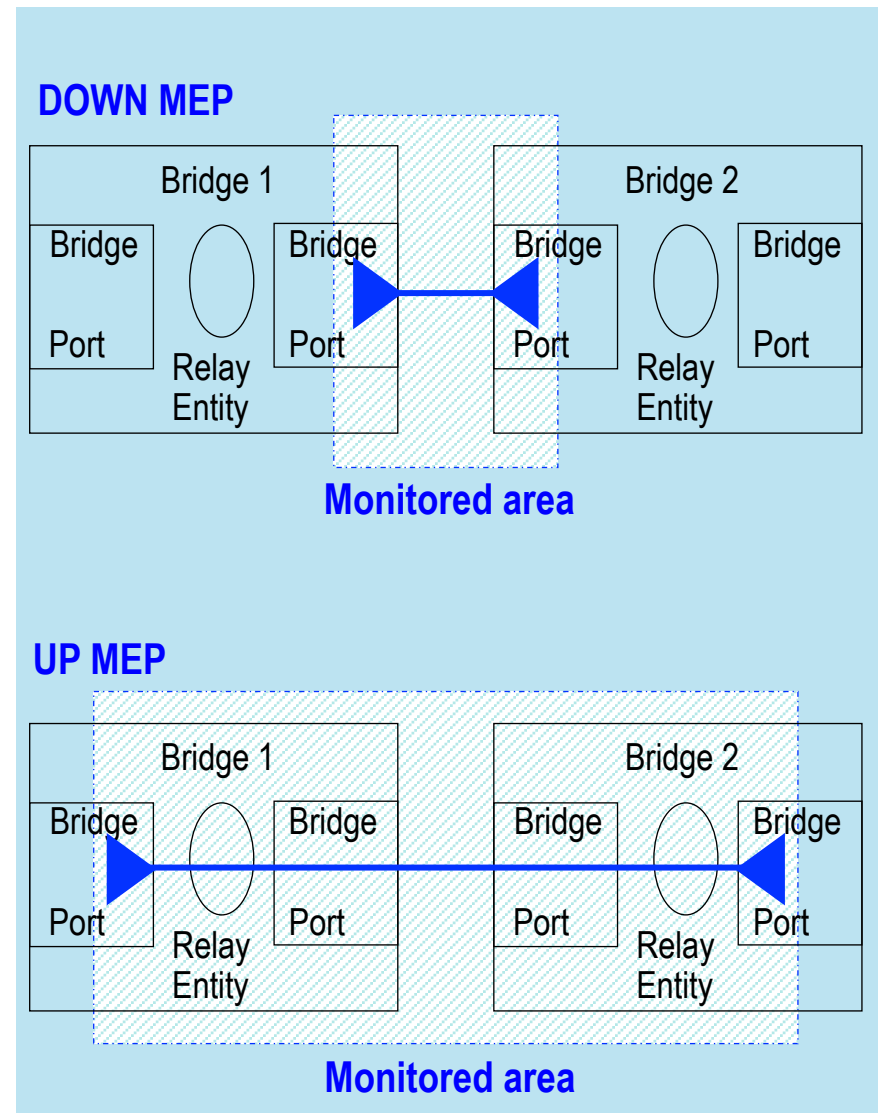 DOWN MEP
Bridge 1
Bridge 2
Bridge
Bridge
Bridge
Bridge
Port
Port
Port
Port
Relay
Entity
Relay
Entity
Monitored area
UP MEP
Bridge 1
Bridge 2
Bridge
Bridge
Bridge
Bridge
Port
Port
Port
Port
Relay
Entity
Relay
Entity
Monitored area